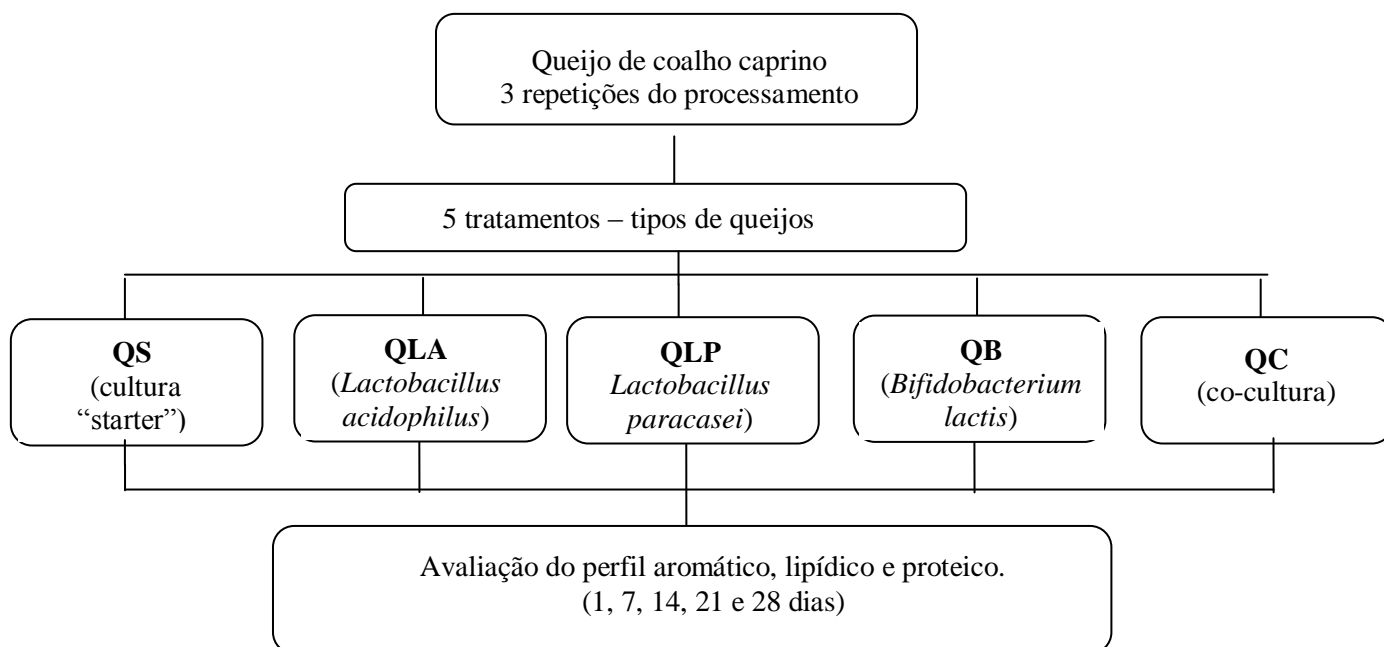 Queijo de coalho caprino
3 repetições do processamento
5 tratamentos – tipos de queijos
QS
(cultura
“starter”)
QLA
(Lactobacillus
acidophilus)
QLP
Lactobacillus
paracasei)
QB
(Bifidobacterium
lactis)
QC
(co-cultura)
Avaliação do perfil aromático, lipídico e proteico.
(1, 7, 14, 21 e 28 dias)